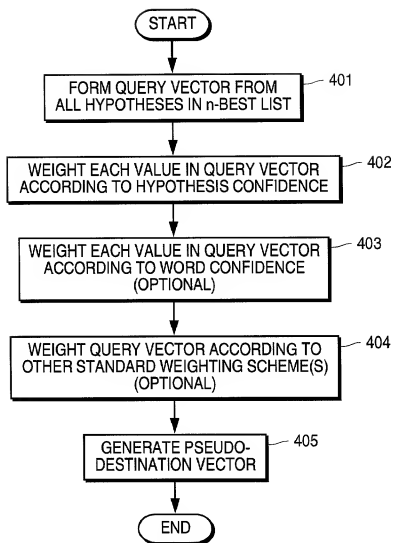 START
FORM QUERY VECTOR FROM
ALL HYPOTHESES IN n-BEST LIST
401
WEIGHT EACH VALUE IN QUERY VECTOR
ACCORDING TO HYPOTHESIS CONFIDENCE
402
WEIGHT EACH VALUE IN QUERY VECTOR
ACCORDING TO WORD CONFIDENCE
(OPTIONAL)
403
WEIGHT QUERY VECTOR ACCORDING TO
OTHER STANDARD WEIGHTING SCHEME(S)
(OPTIONAL)
404
GENERATE PSEUDO-
DESTINATION VECTOR
405
END